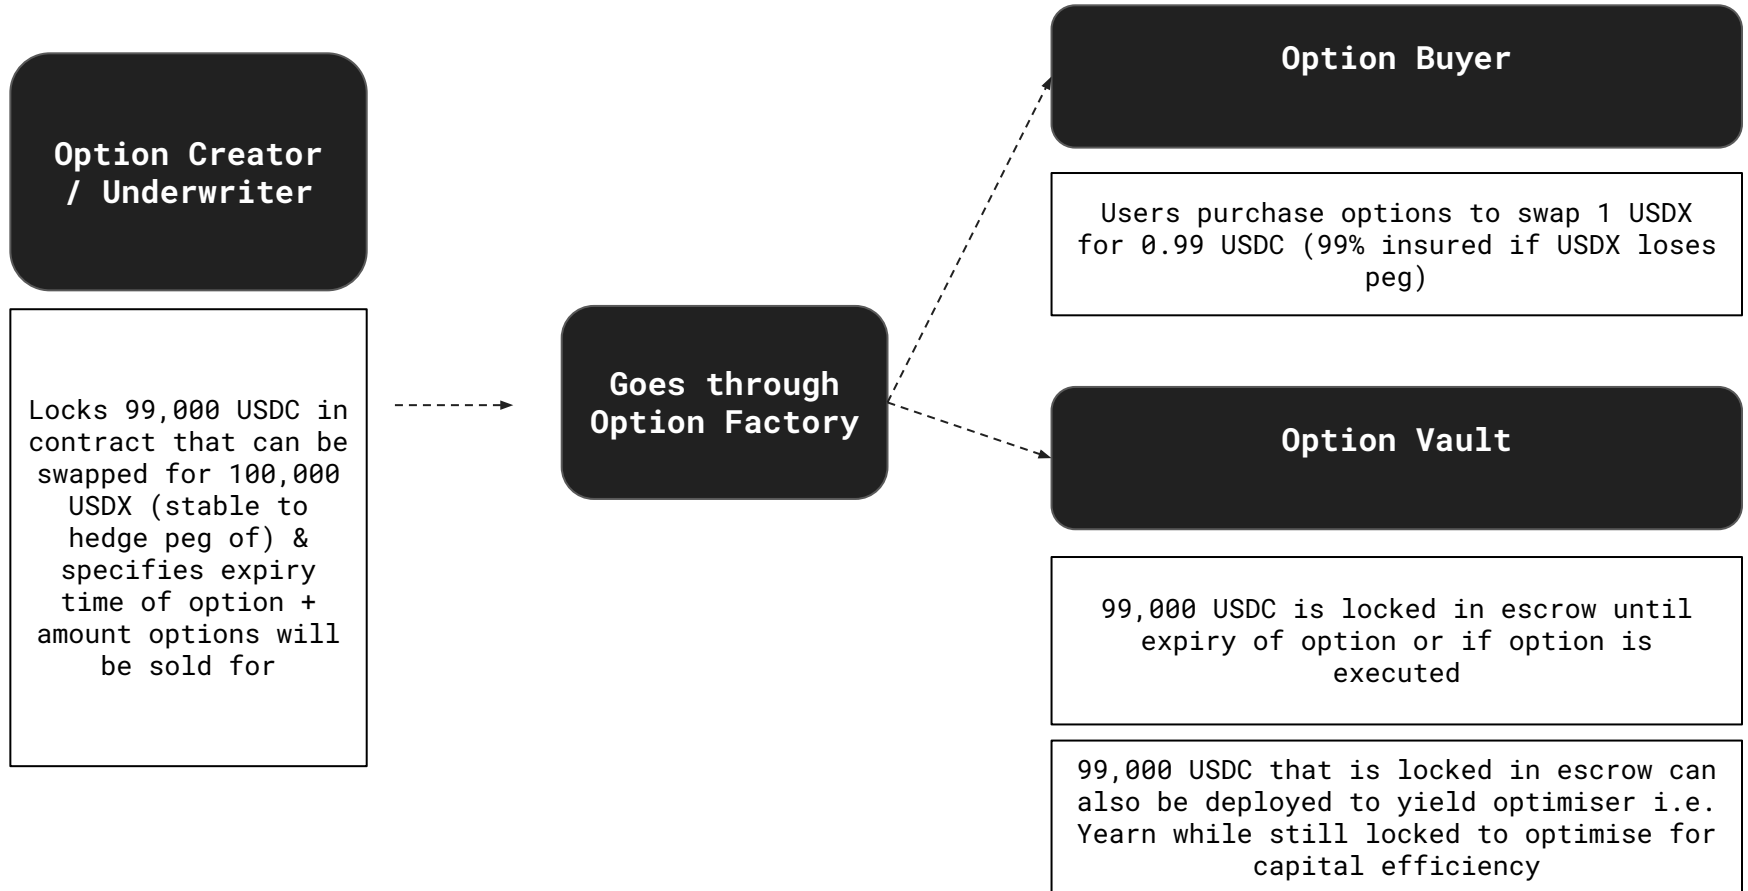 Option Creator
/ Underwriter
Locks 99,000 USDC in
contract that can be
swapped for 100,000
USDX (stable to
hedge peg of) &
specifies expiry
time of option +
amount options will
be sold for
Goes through
Option Factory
Option Buyer
Users purchase options to swap 1 USDX
for 0.99 USDC (99% insured if USDX loses
peg)
Option Vault
99,000 USDC is locked in escrow until
expiry of option or if option is
executed
99,000 USDC that is locked in escrow can
also be deployed to yield optimiser i.e.
Yearn while still locked to optimise for
capital efficiency